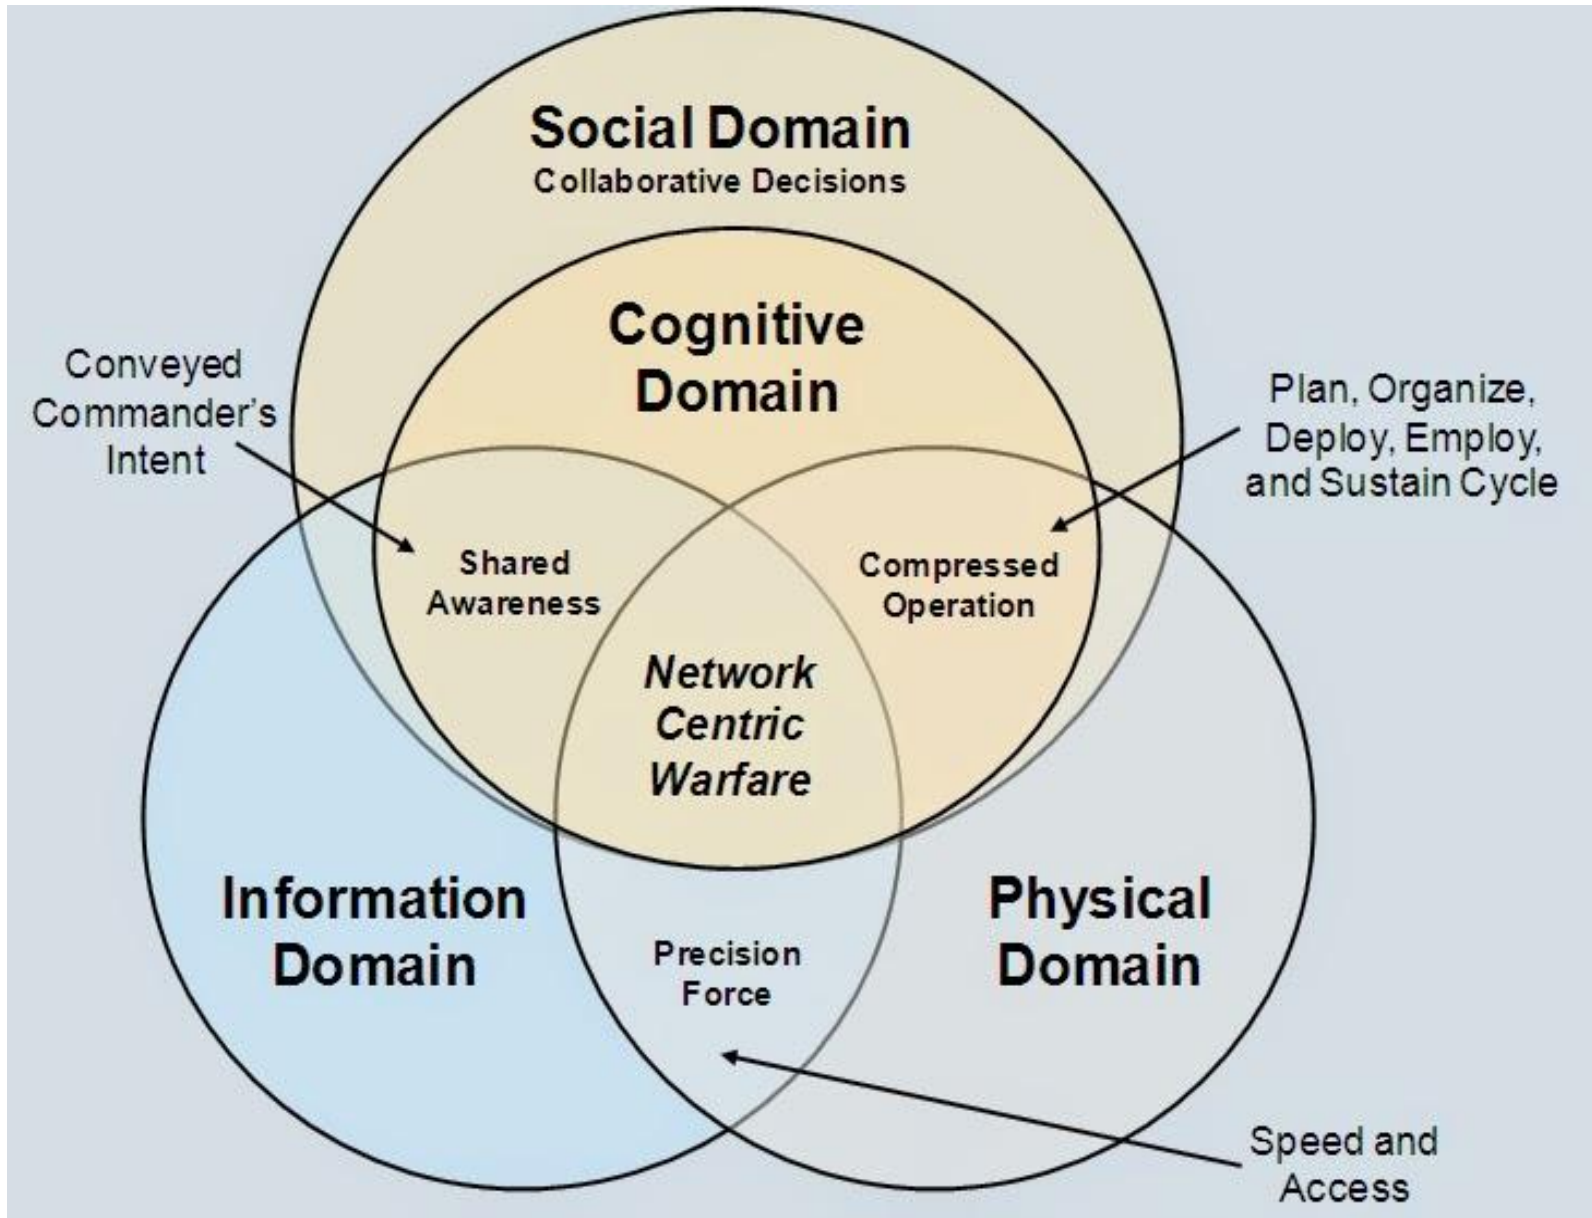 Social Domain
Collaborative Decisions
Cognitive
Domain
Conveyed
Commander's
Intent
Plan, Organize,
Deploy, Employ,
and Sustain Cycle
Shared
Awareness
Compressed
Operation
Network
Centric
Warfare
Information
Domain
Physical
Domain
Precision
Force
Speed and
Access